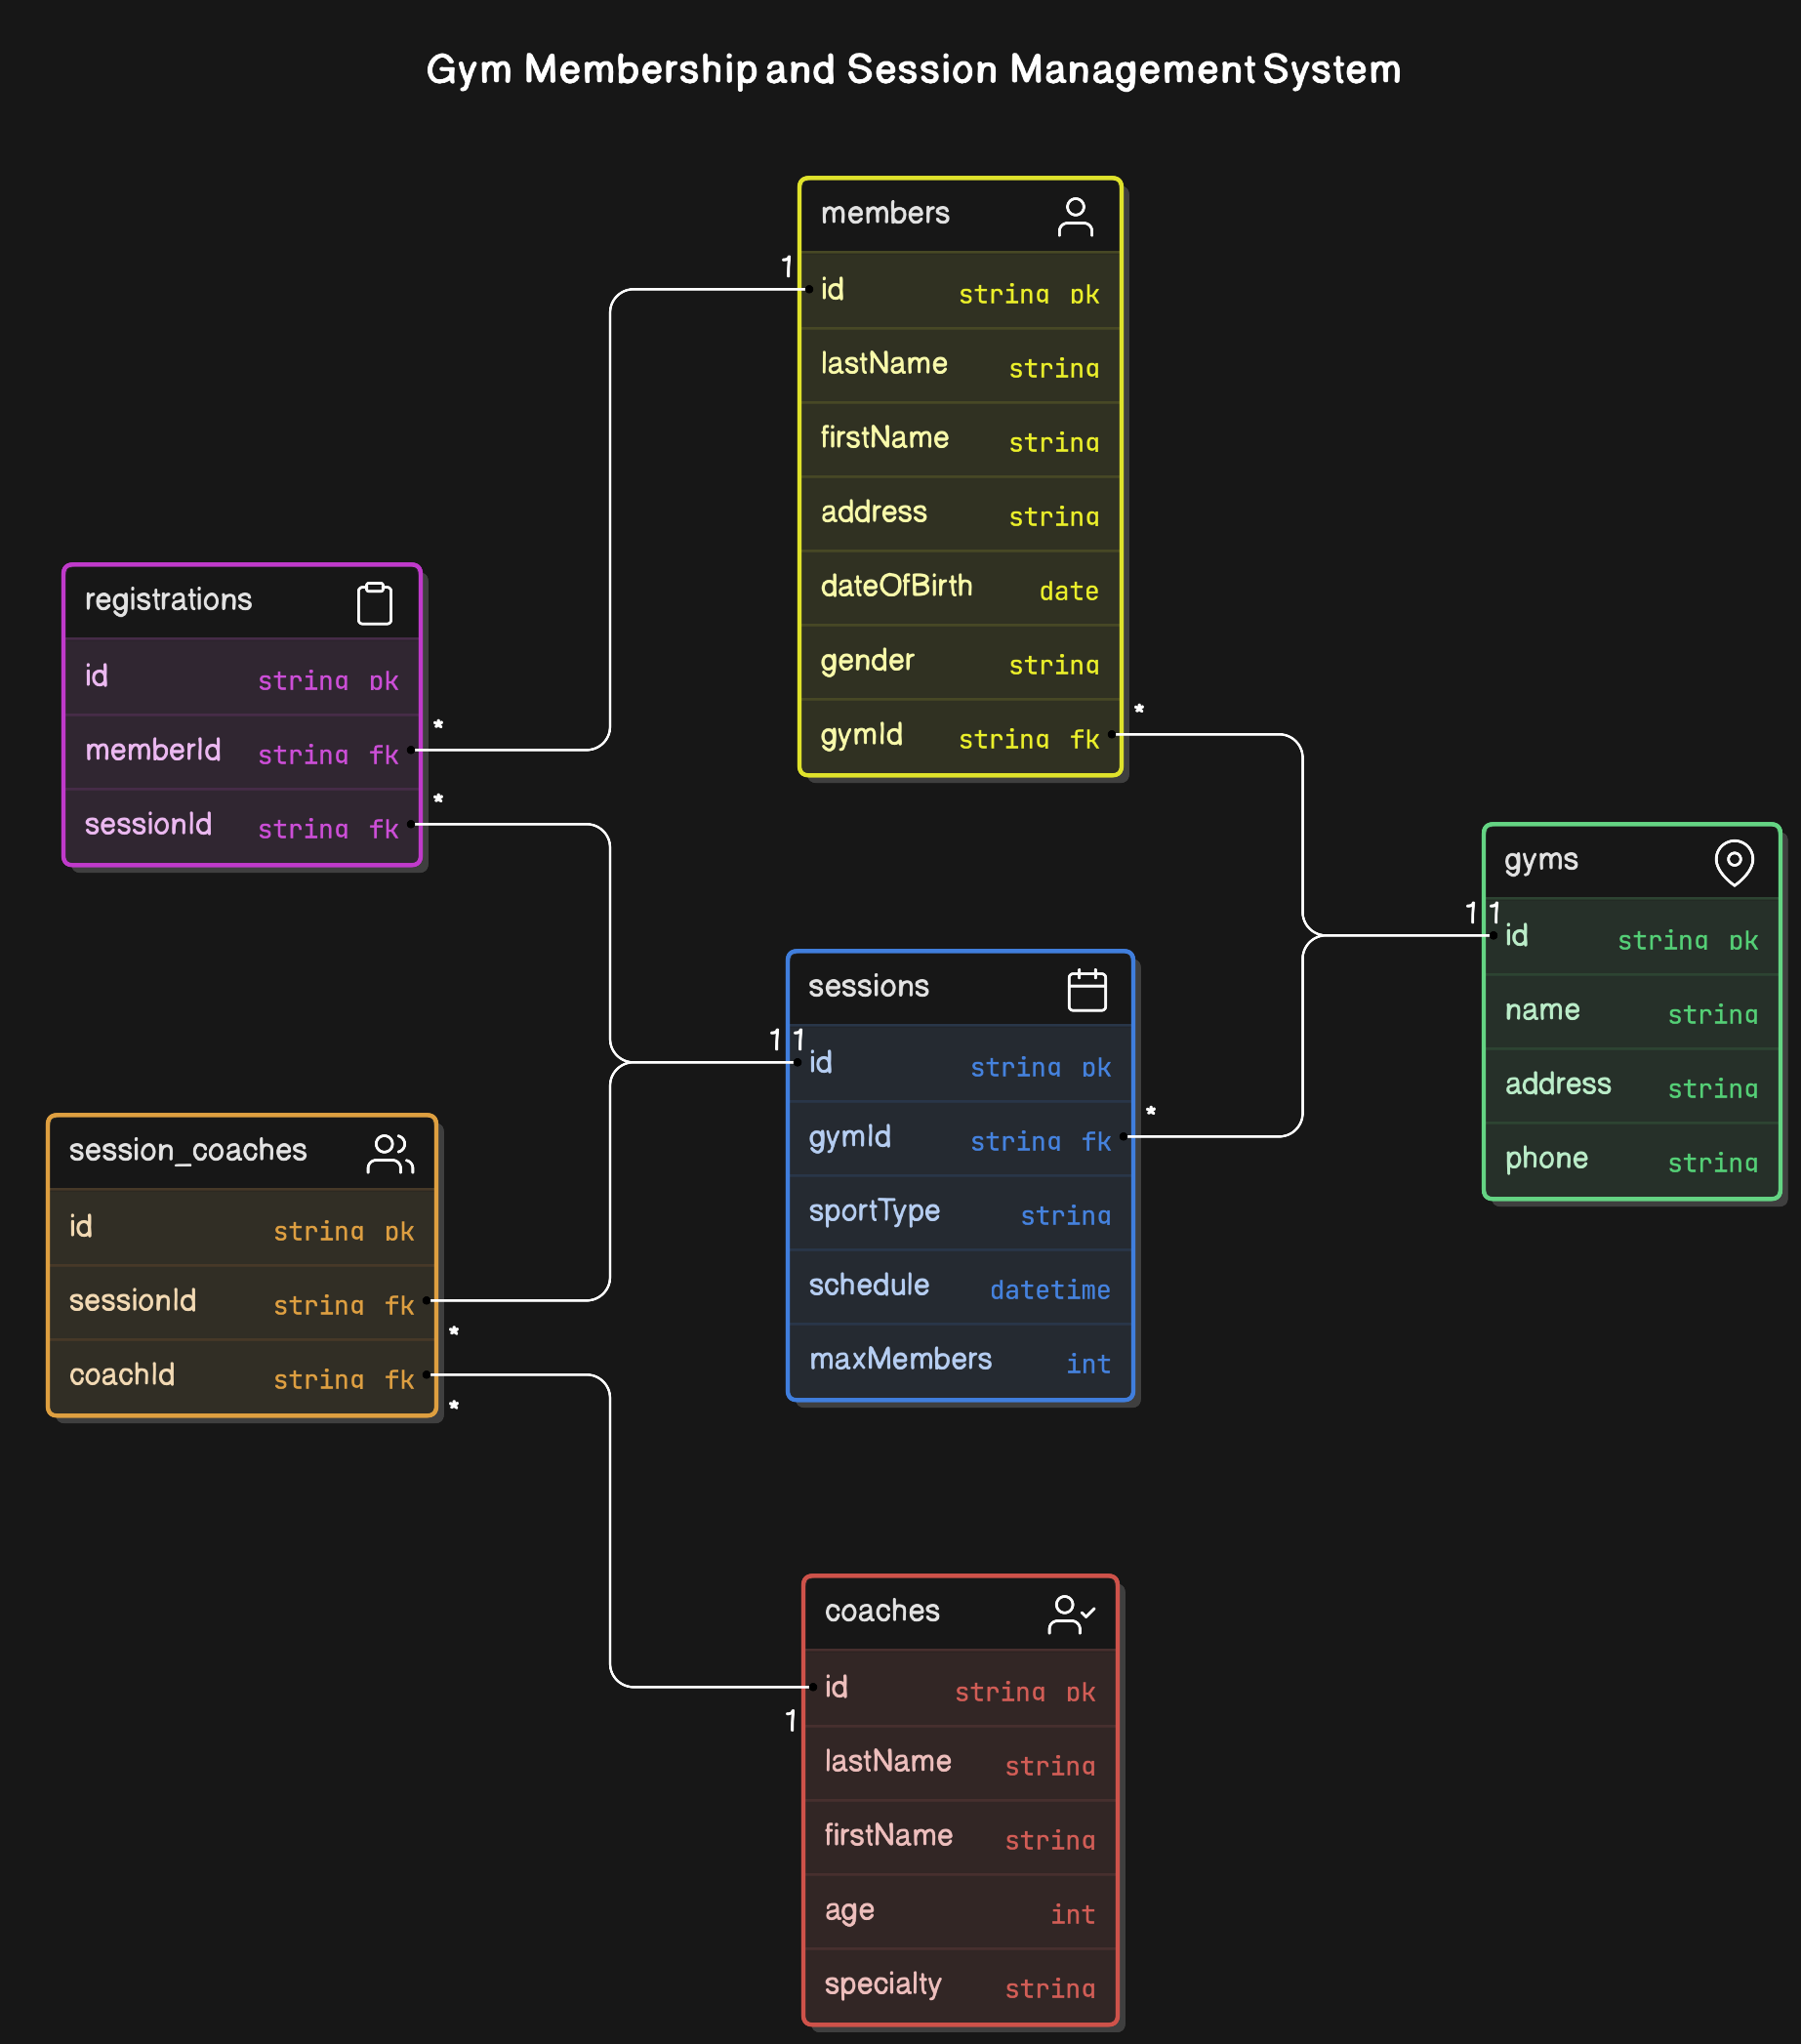 Gym Membership and Session Management System
members
1
id string pk
lastName string
firstName string
address string
dateOfBirth date
gender string
gymId string fk
*
registrations
id string pk
*
memberId string fk
*
sessionId string fk
gyms
1 1
id string pk
name string
address string
phone string
sessions
1 1
id string pk
*
gymId string fk
sportType string
schedule datetime
maxMembers int
session_coaches
id string pk
sessionId string fk
*
coachId string fk
*
coaches
id string pk
1
lastName string
firstName string
age int
specialty string